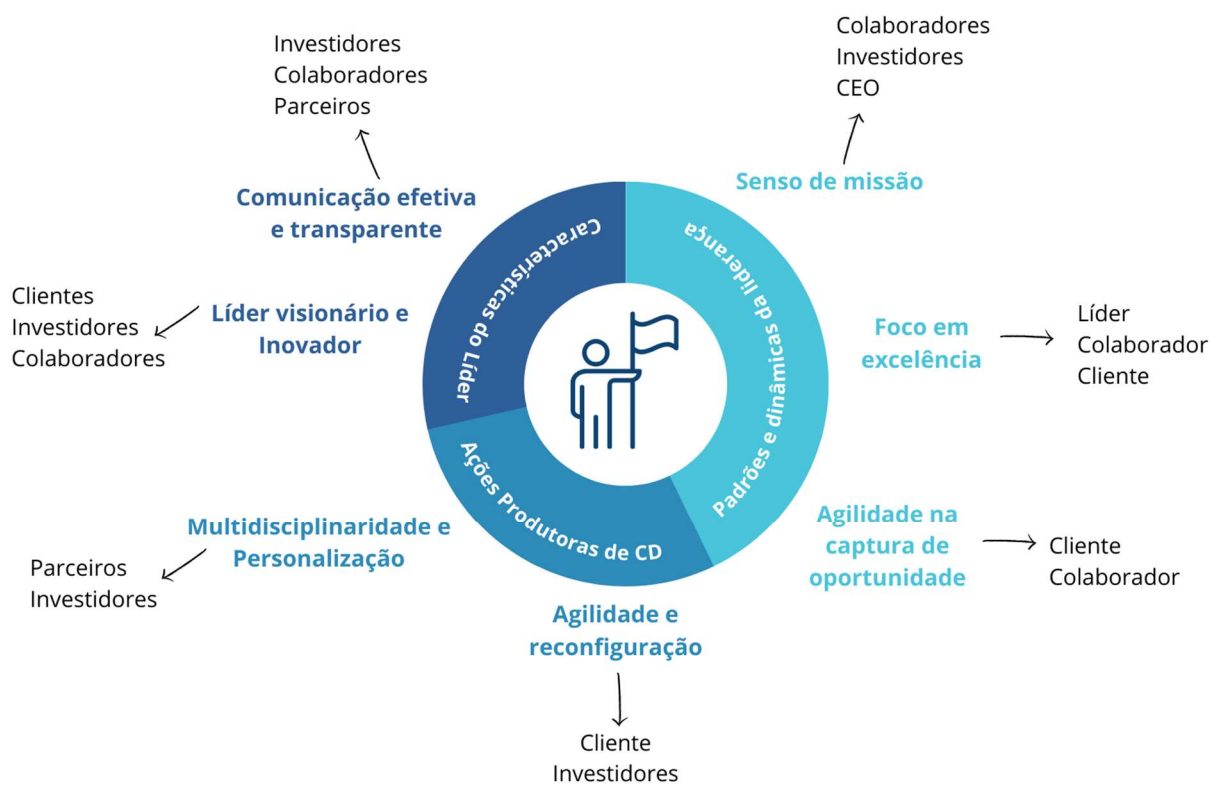 Investidores
Colaboradores
Parceiros
Colaboradores
Investidores
CEO
Comunicação efetiva
e transparente
Senso de missão
Características do Líder
Padrões e dinâmicas da liderança
Clientes
Investidores
Colaboradores
Líder visionário e
Inovador
Foco em
excelência
Líder
Colaborador
Cliente
Ações Produtoras de CD
Multidisciplinaridade e
Personalização
Parceiros
Investidores
Agilidade na
captura de
oportunidade
Cliente
Colaborador
Agilidade e
reconfiguração
Cliente
Investidores